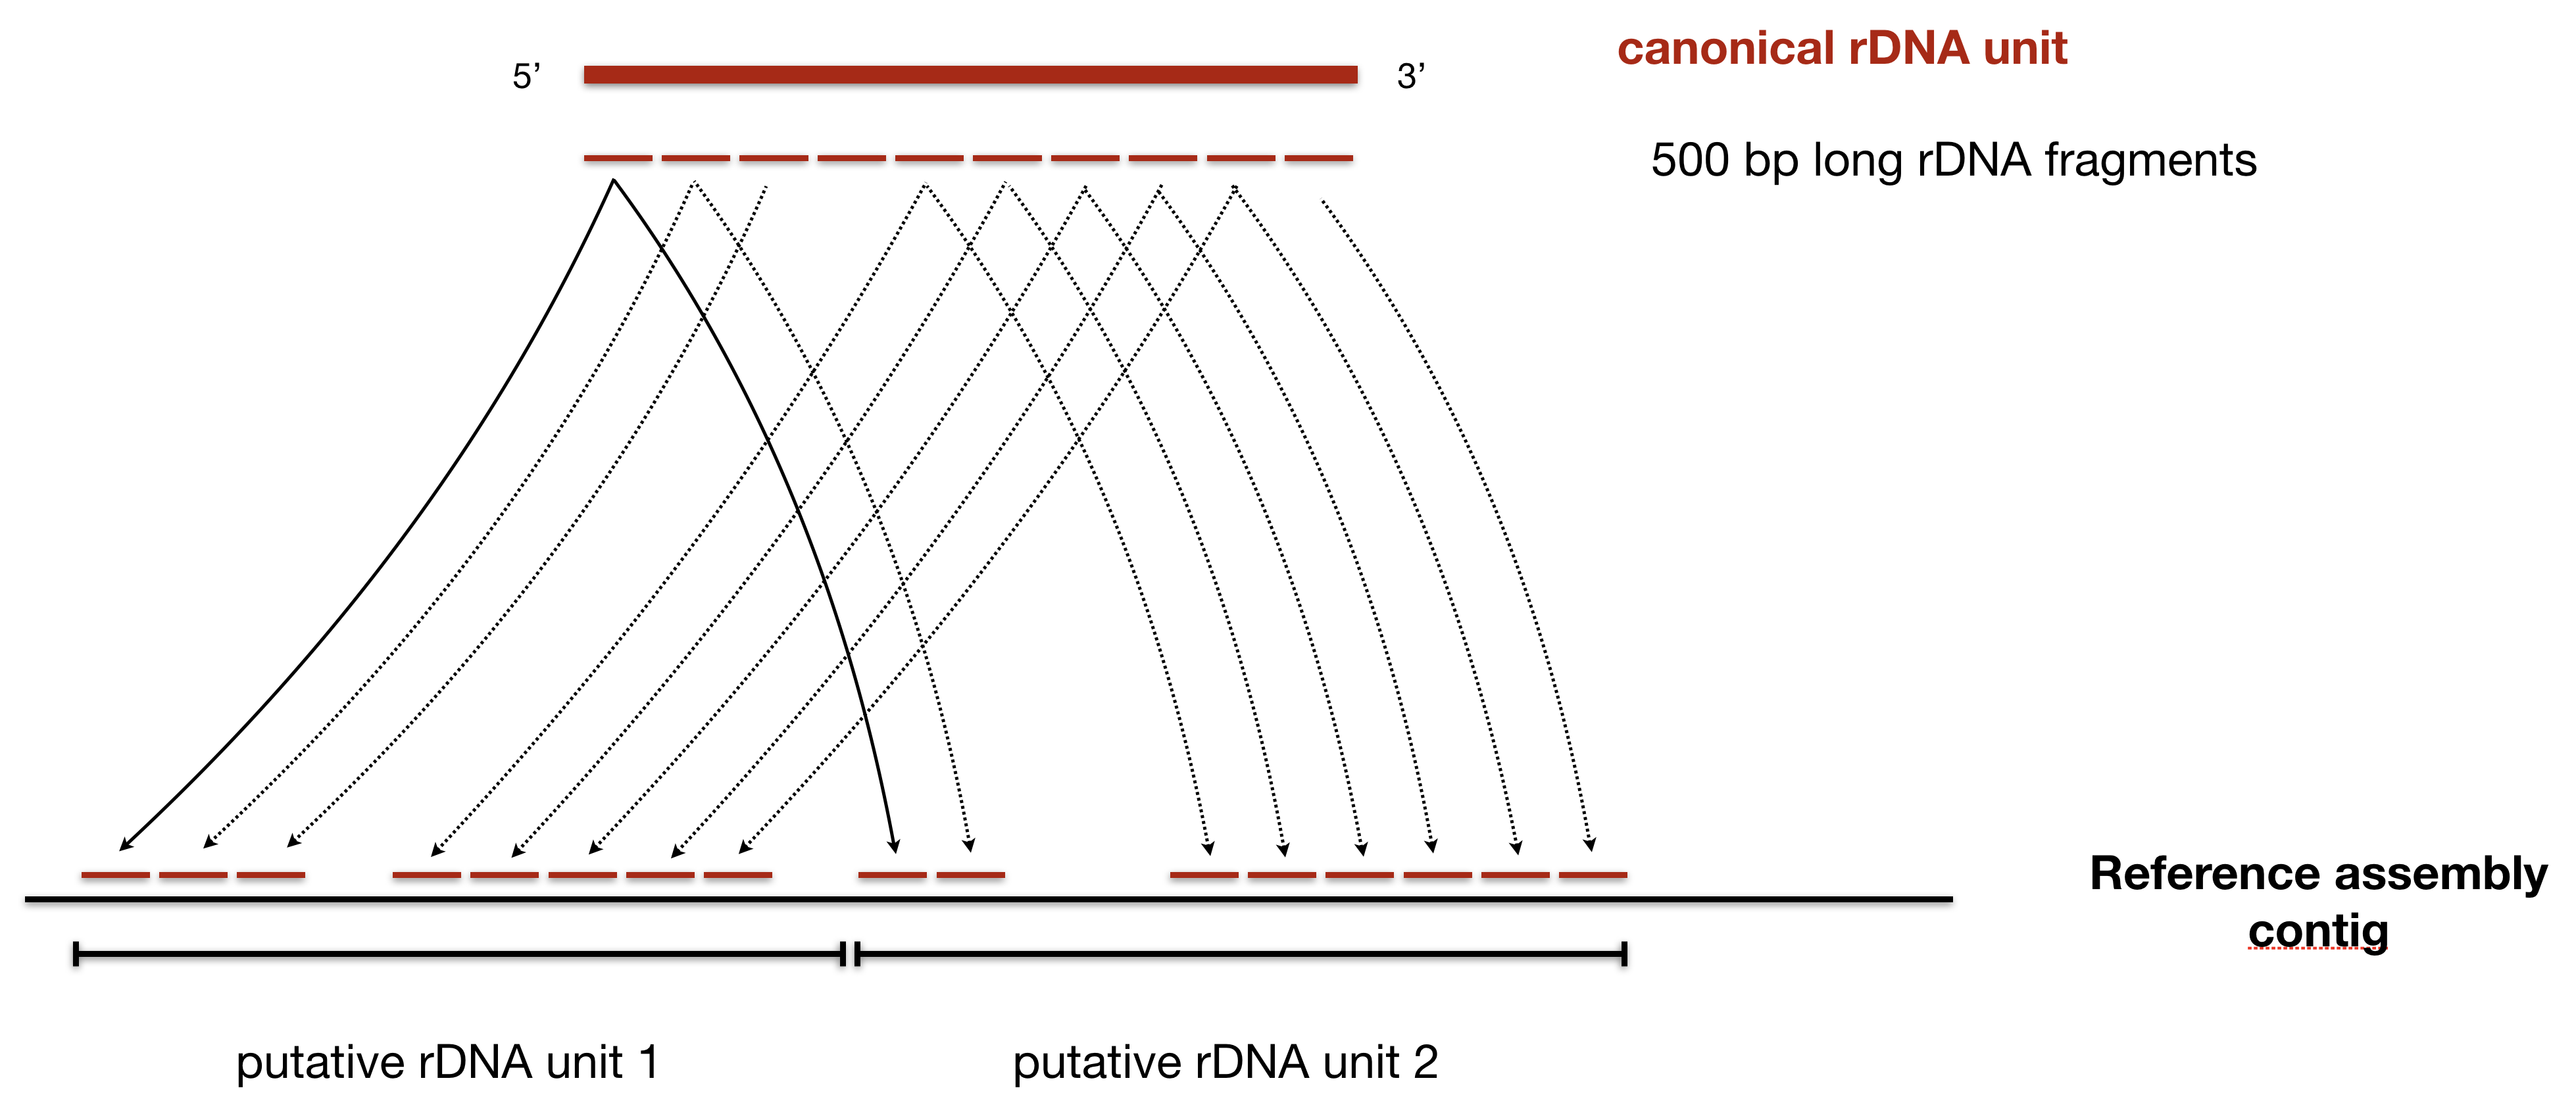 canonical rDNA unit
5’
3’
500 bp long rDNA fragments
Reference assembly
contig
putative rDNA unit 1
putative rDNA unit 2